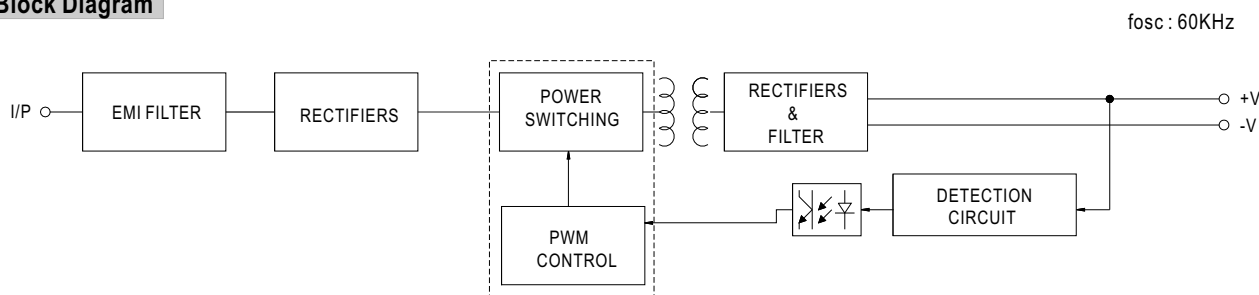 Block Diagram
fosc : 60KHz
I/P
EMI FILTER
RECTIFIERS
POWER
SWITCHING
RECTIFIERS
&
FILTER
+V
-V
DETECTION
CIRCUIT
PWM
CONTROL